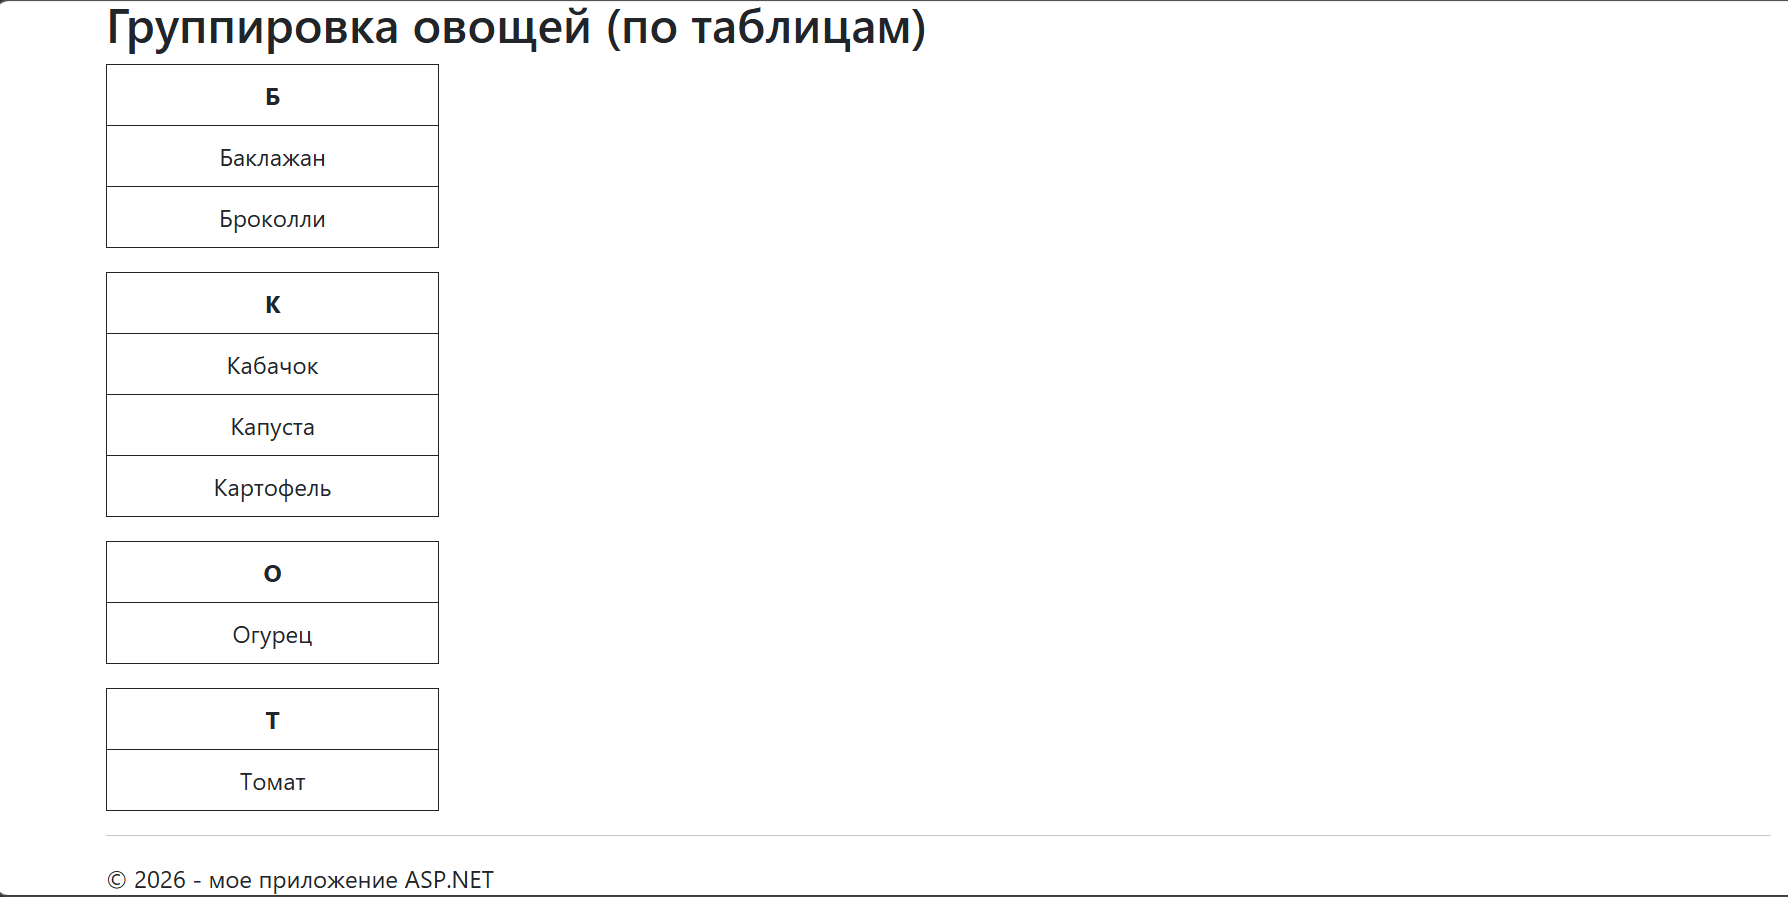 Группировка овощей (по таблицам)
Б
Баклажан
Броколли
К
Кабачок
Капуста
Картофель
О
Огурец
Т
Томат
© 2026 - мое приложение ASP.NET